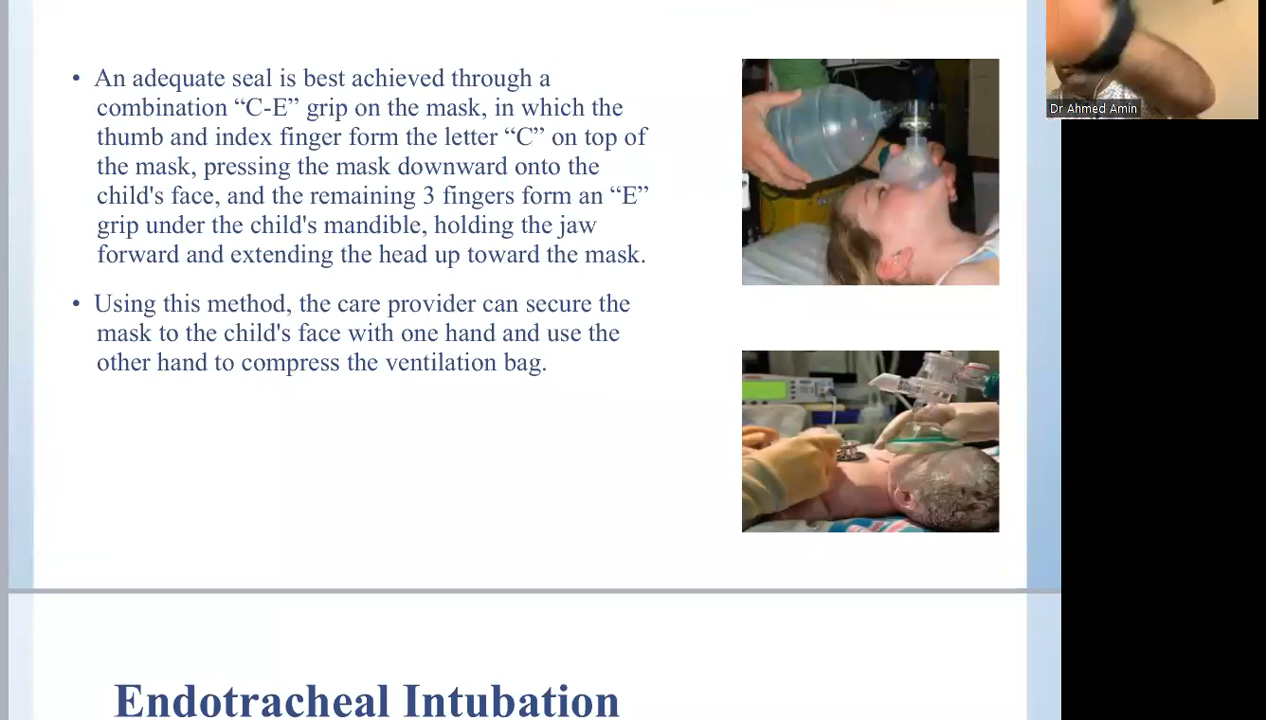 • An adequate seal is best achieved through a
combination “C-E” grip on the mask, in which the
thumb and index finger form the letter “C” on top of
the mask, pressing the mask downward onto the
child's face, and the remaining 3 fingers form an “E”
grip under the child's mandible, holding the jaw
forward and extending the head up toward the mask.
• Using this method, the care provider can secure the
mask to the child's face with one hand and use the
other hand to compress the ventilation bag.
Endotracheal Intubation
Dr Ahmed Amin